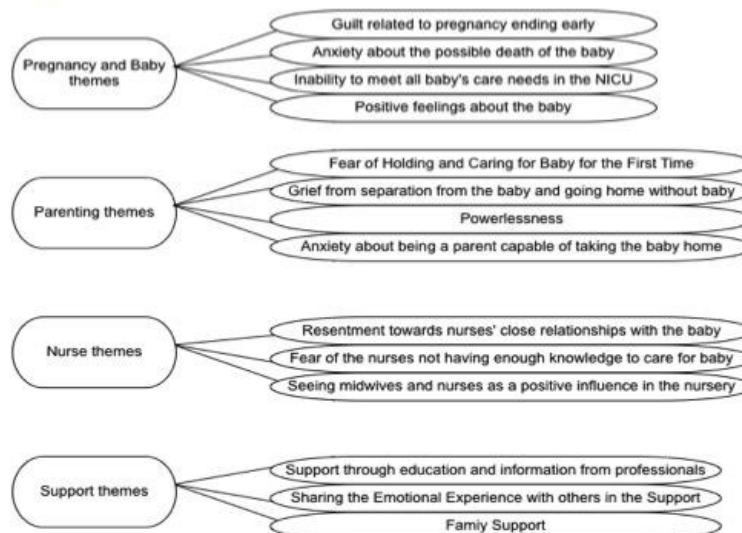 Pregnancy and Baby
themes
Guilt related to pregnancy ending early
Anxiety about the possible death of the baby
Inability to meet all baby's care needs in the NICU
Positive feelings about the baby
Parenting themes
Fear of Holding and Caring for Baby for the First Time
Grief from separation from the baby and going home without baby
Powerlessness
Anxiety about being a parent capable of taking the baby home
Nurse themes
Resentment towards nurses' close relationships with the baby
Fear of the nurses not having enough knowledge to care for baby
Seeing midwives and nurses as a positive influence in the nursery
Support themes
Support through education and information from professionals
Sharing the Emotional Experience with others in the Support
Famiy Support